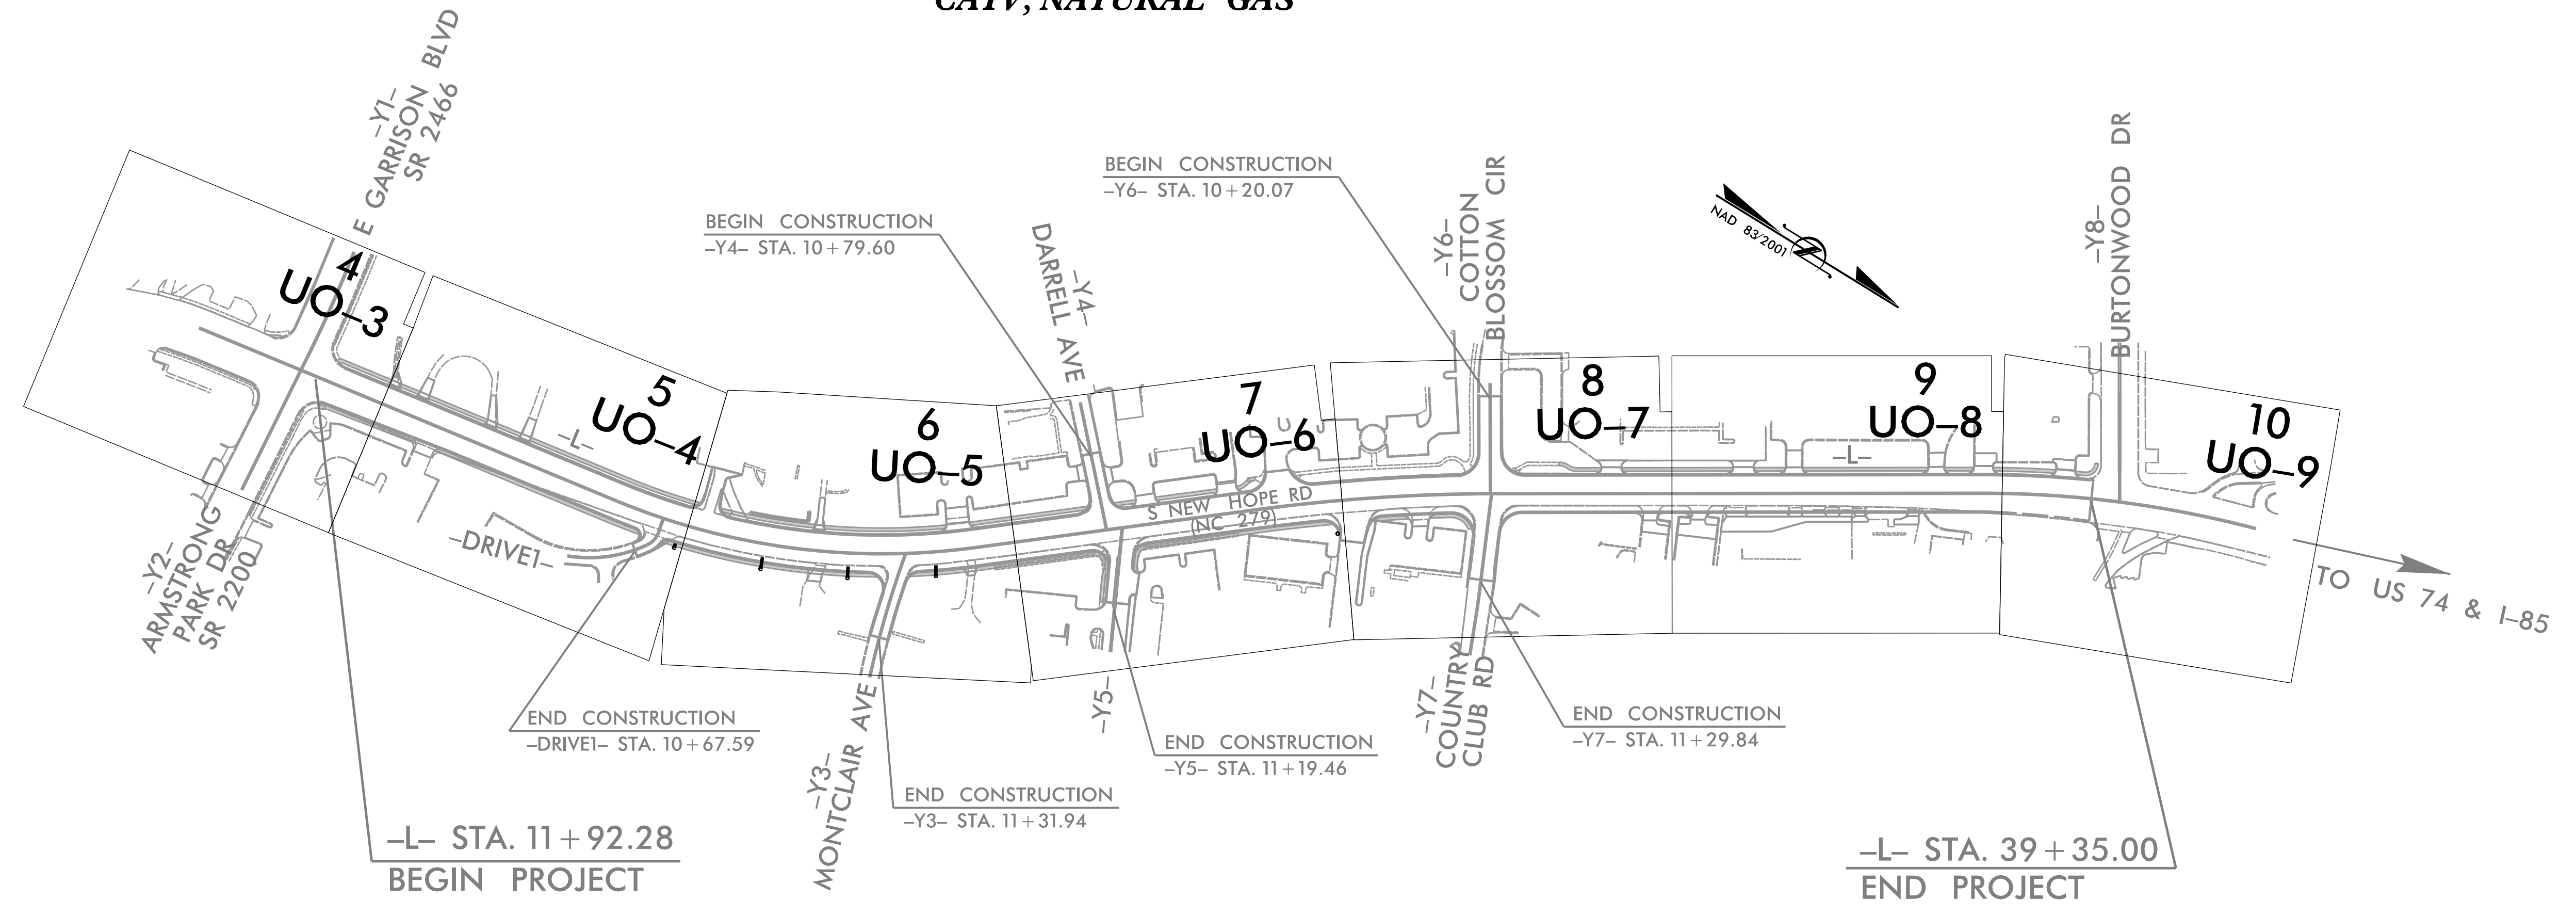 CATV, NATURAL GAS
–Y1–
E GARRISON BLVD
SR 2466
4
UO–3
5
UO–4
–L–
6
UO–5
7
UO–6
8
UO–7
9
UO–8
–L–
10
UO–9
BEGIN CONSTRUCTION
–Y4– STA. 10+79.60
BEGIN CONSTRUCTION
–Y6– STA. 10+20.07
–Y4–
DARRELL AVE
–Y6–
COTTON
BLOSSOM CIR
NAD 83/2001
–Y8–
BURTONWOOD DR
S NEW HOPE RD
(NC 279)
TO US 74 & I–85
–Y2–
ARMSTRONG
PARK DR
SR 2200
–DRIVE1–
END CONSTRUCTION
–DRIVE1– STA. 10+67.59
–Y3–
MONTCLAIR AVE
END CONSTRUCTION
–Y3– STA. 11+31.94
–Y5–
END CONSTRUCTION
–Y5– STA. 11+19.46
–Y7–
COUNTRY
CLUB RD
END CONSTRUCTION
–Y7– STA. 11+29.84
–L– STA. 11+92.28
BEGIN PROJECT
–L– STA. 39+35.00
END PROJECT